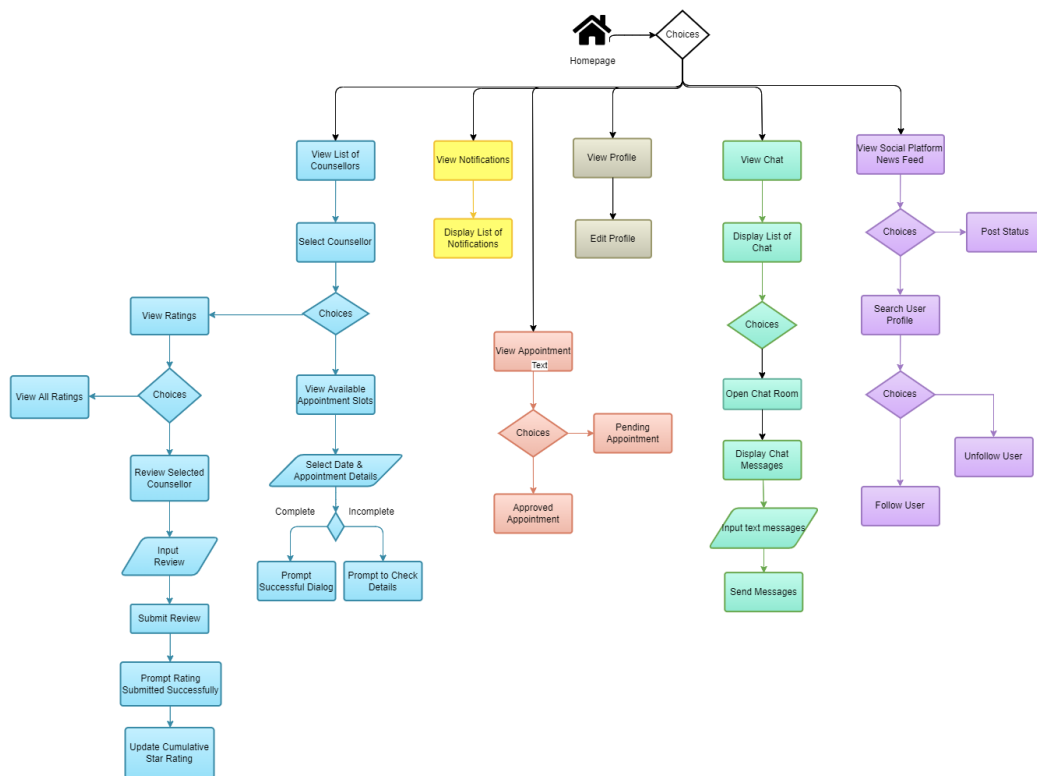 Choices
Homepage
View List of
Counsellors
View Notifications
View Profile
View Chat
View Social Platform
News Feed
Select Counsellor
Display List of
Notifications
Edit Profile
Display List of
Chat
Choices
Post Status
View Ratings
Choices
Choices
Search User
Profile
View Appointment
Text
View All Ratings
Choices
View Available
Appointment Slots
Open Chat Room
Choices
Choices
Pending
Appointment
Review Selected
Counsellor
Select Date &
Appointment Details
Display Chat
Messages
Unfollow User
Complete
Incomplete
Approved
Appointment
Follow User
Input
Review
Input text messages
Prompt
Successful Dialog
Prompt to Check
Details
Send Messages
Submit Review
Prompt Rating
Submitted Successfully
Update Cumulative
Star Rating